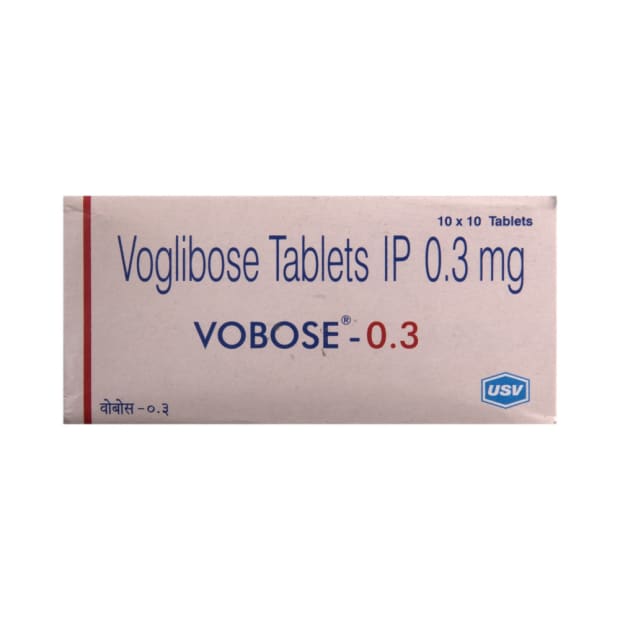 10 x 10 Tablets
Voglibose Tablets IP 0.3 mg
VOBOSE®-0.3
USV
वोबोस -०.३